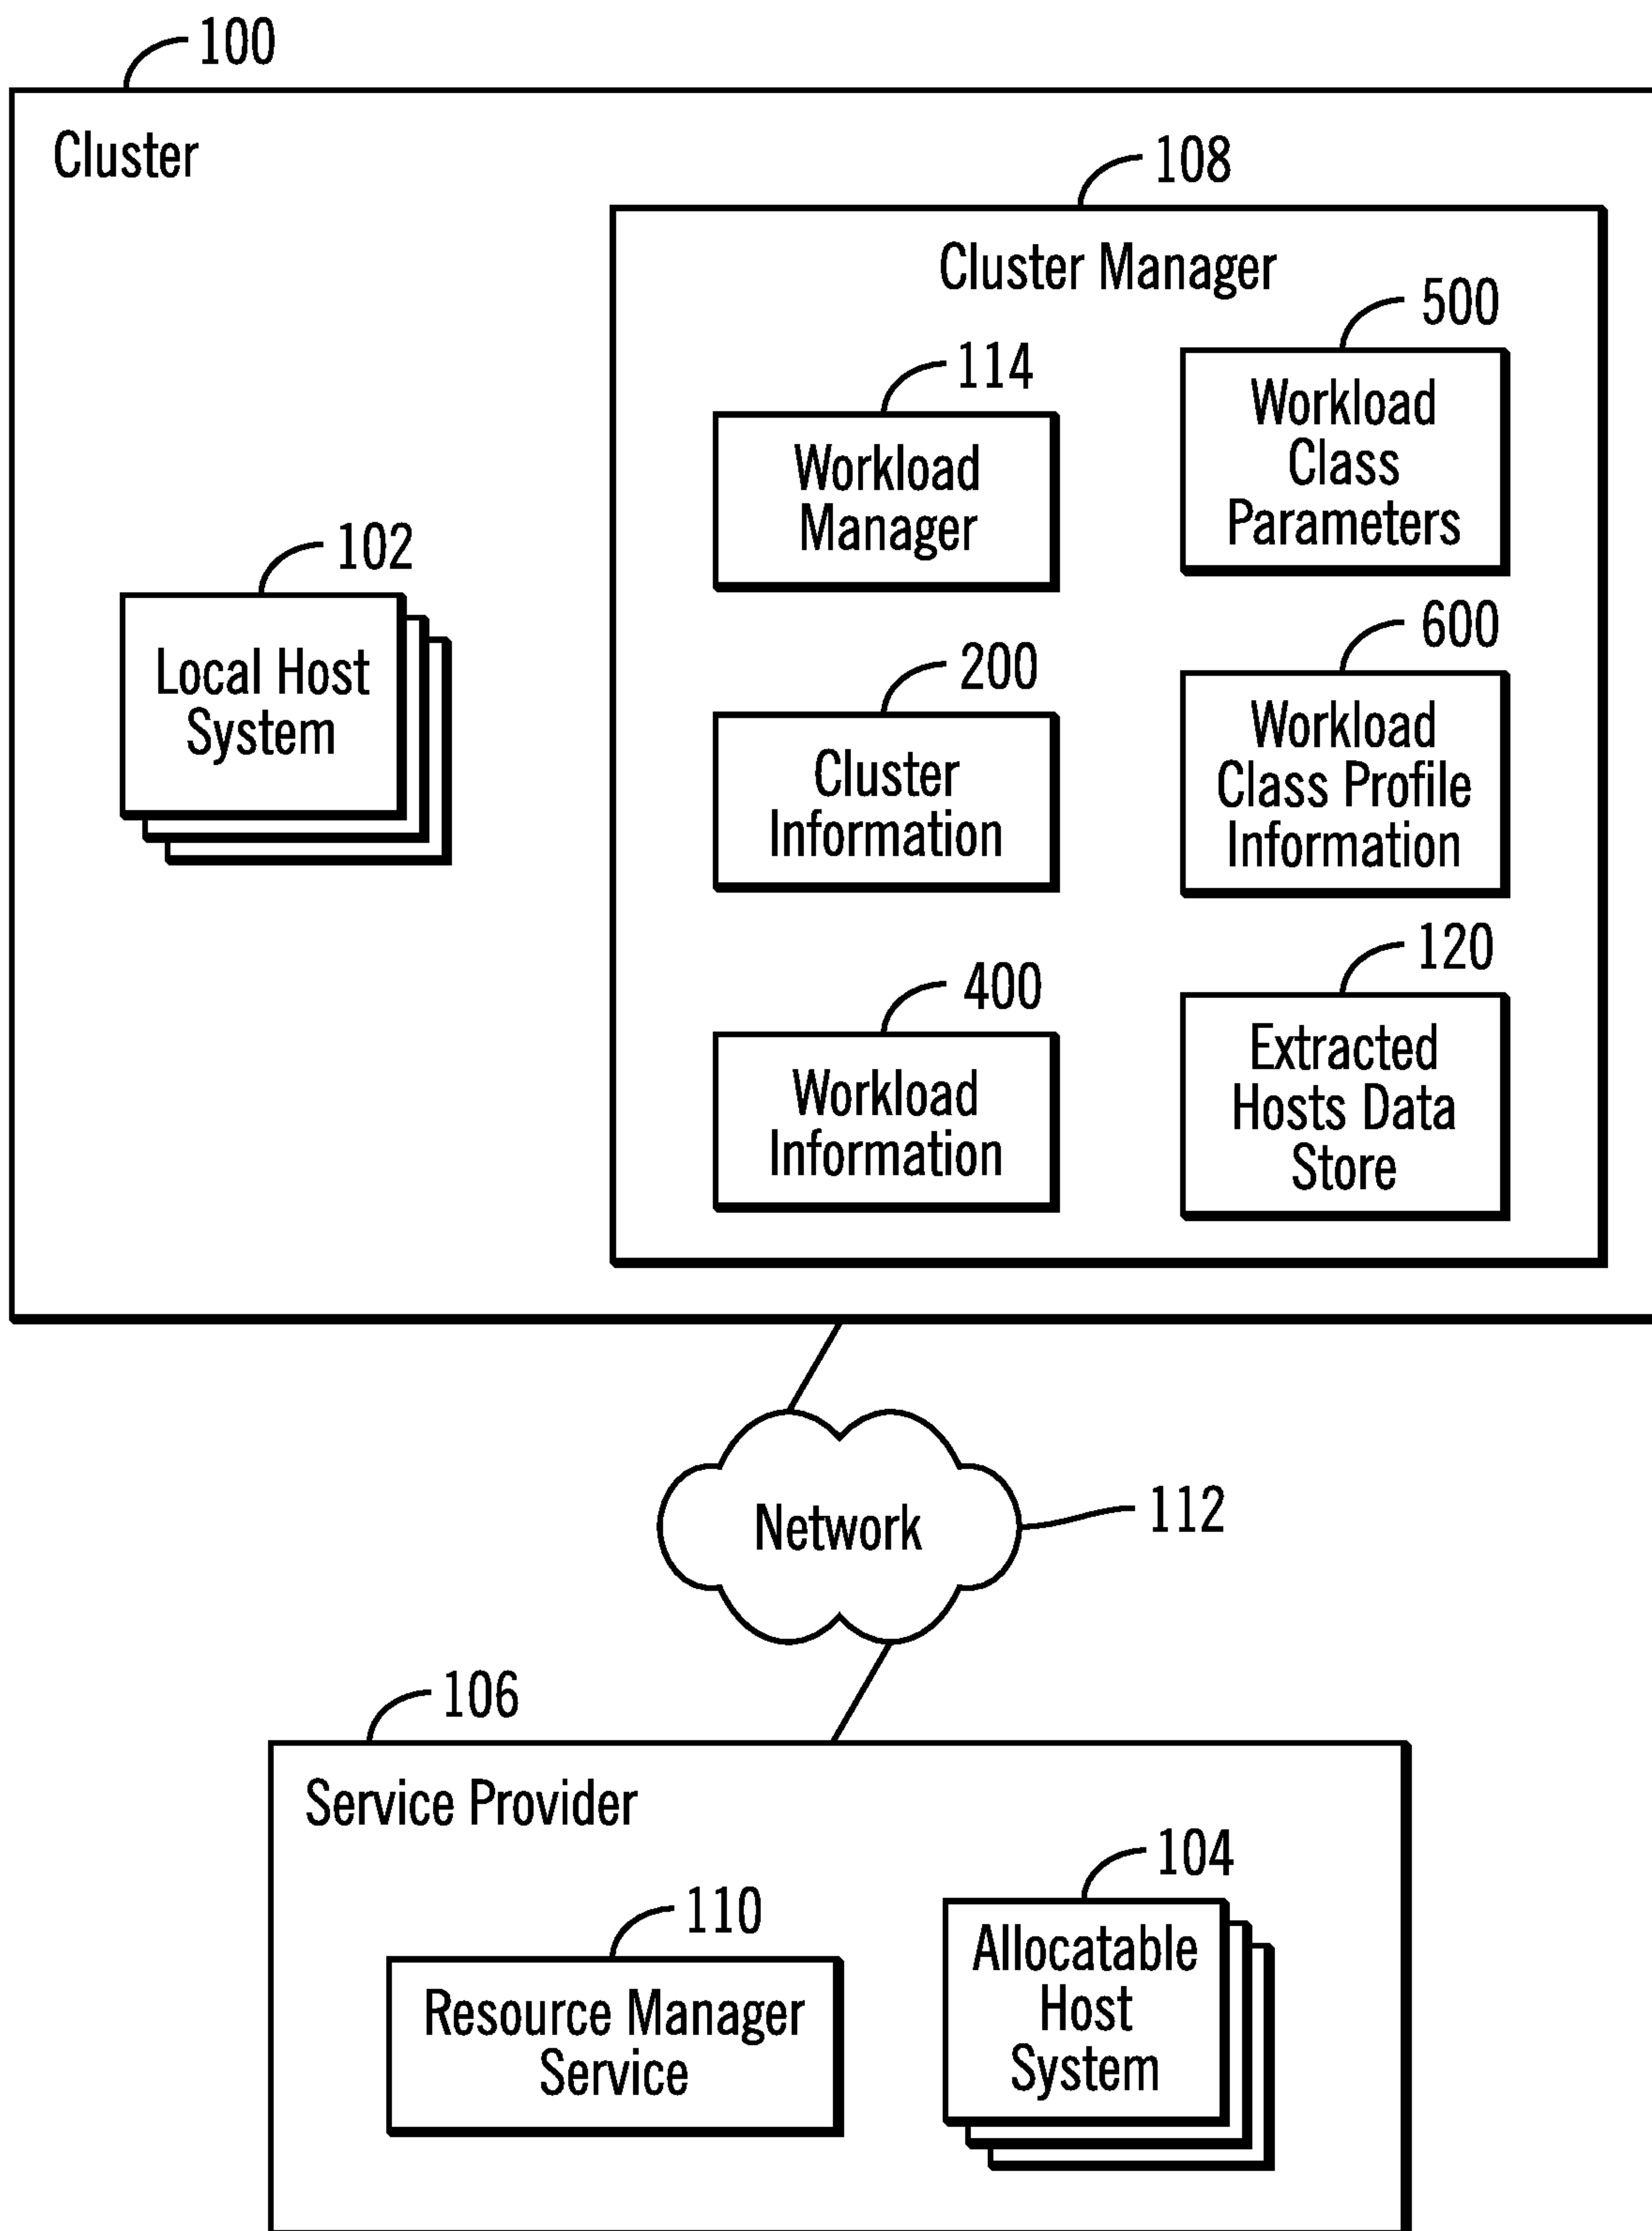 100
Cluster
108
Cluster Manager
500
Workload
Class
Parameters
114
Workload
Manager
102
Local Host
System
600
Workload
Class Profile
Information
200
Cluster
Information
120
Extracted
Hosts Data
Store
400
Workload
Information
Network
112
106
Service Provider
104
Allocatable
Host
System
110
Resource Manager
Service